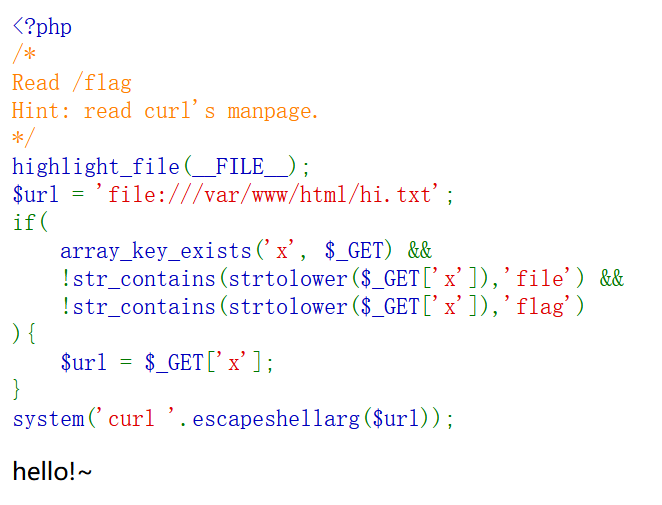 <?php
/*
Read /flag
Hint: read curl's manpage.
*/
highlight_file(__FILE__);
$url = 'file:///var/www/html/hi.txt';
if(
    array_key_exists('x', $_GET) &&
    !str_contains(strtolower($_GET['x']),'file') &&
    !str_contains(strtolower($_GET['x']),'flag')
){
    $url = $_GET['x'];
}
system('curl '.escapeshellarg($url));
hello!~